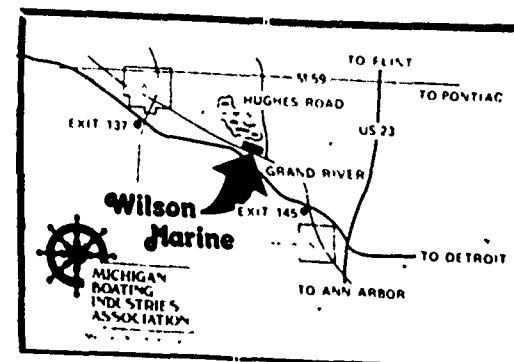 TO FLINT
M 59
TO PONTIAC
HUGHES ROAD
EXIT 137
US 23
GRAND RIVER
Wilson
Marine
EXIT 145
TO DETROIT
MICHIGAN
BOATING
INDUSTRIES
ASSOCIATION
TO ANN ARBOR